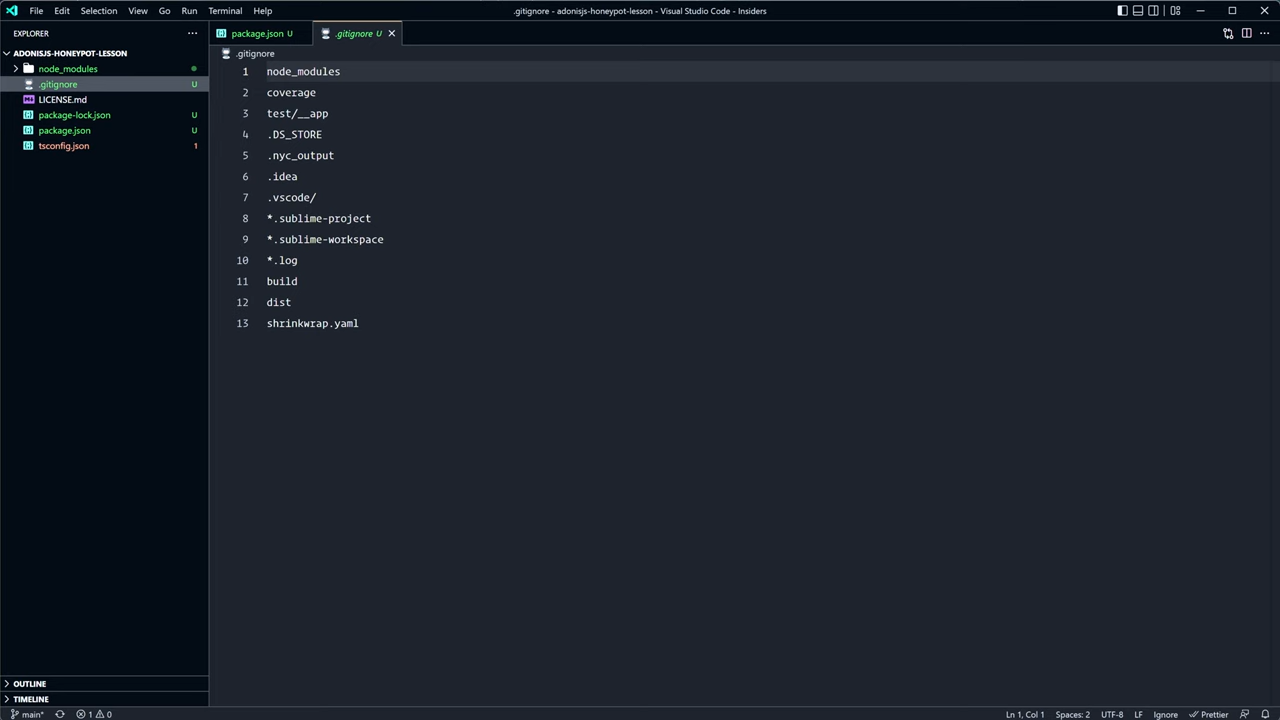 File Edit Selection View Go Run Terminal Help
.gitignore - adonisjs-honeypot-lesson - Visual Studio Code - Insiders
EXPLORER
ADONISJS-HONEYPOT-LESSON
node_modules
.gitignore U
LICENSE.md
package-lock.json U
package.json U
tsconfig.json 1
OUTLINE
TIMELINE
package.json U
.gitignore U
.gitignore
1 node_modules
2 coverage
3 test/__app
4 .DS_STORE
5 .nyc_output
6 .idea
7 .vscode/
8 *.sublime-project
9 *.sublime-workspace
10 *.log
11 build
12 dist
13 shrinkwrap.yaml
main* 1 0 Ln 1, Col 1 Spaces: 2 UTF-8 LF Ignore Prettier